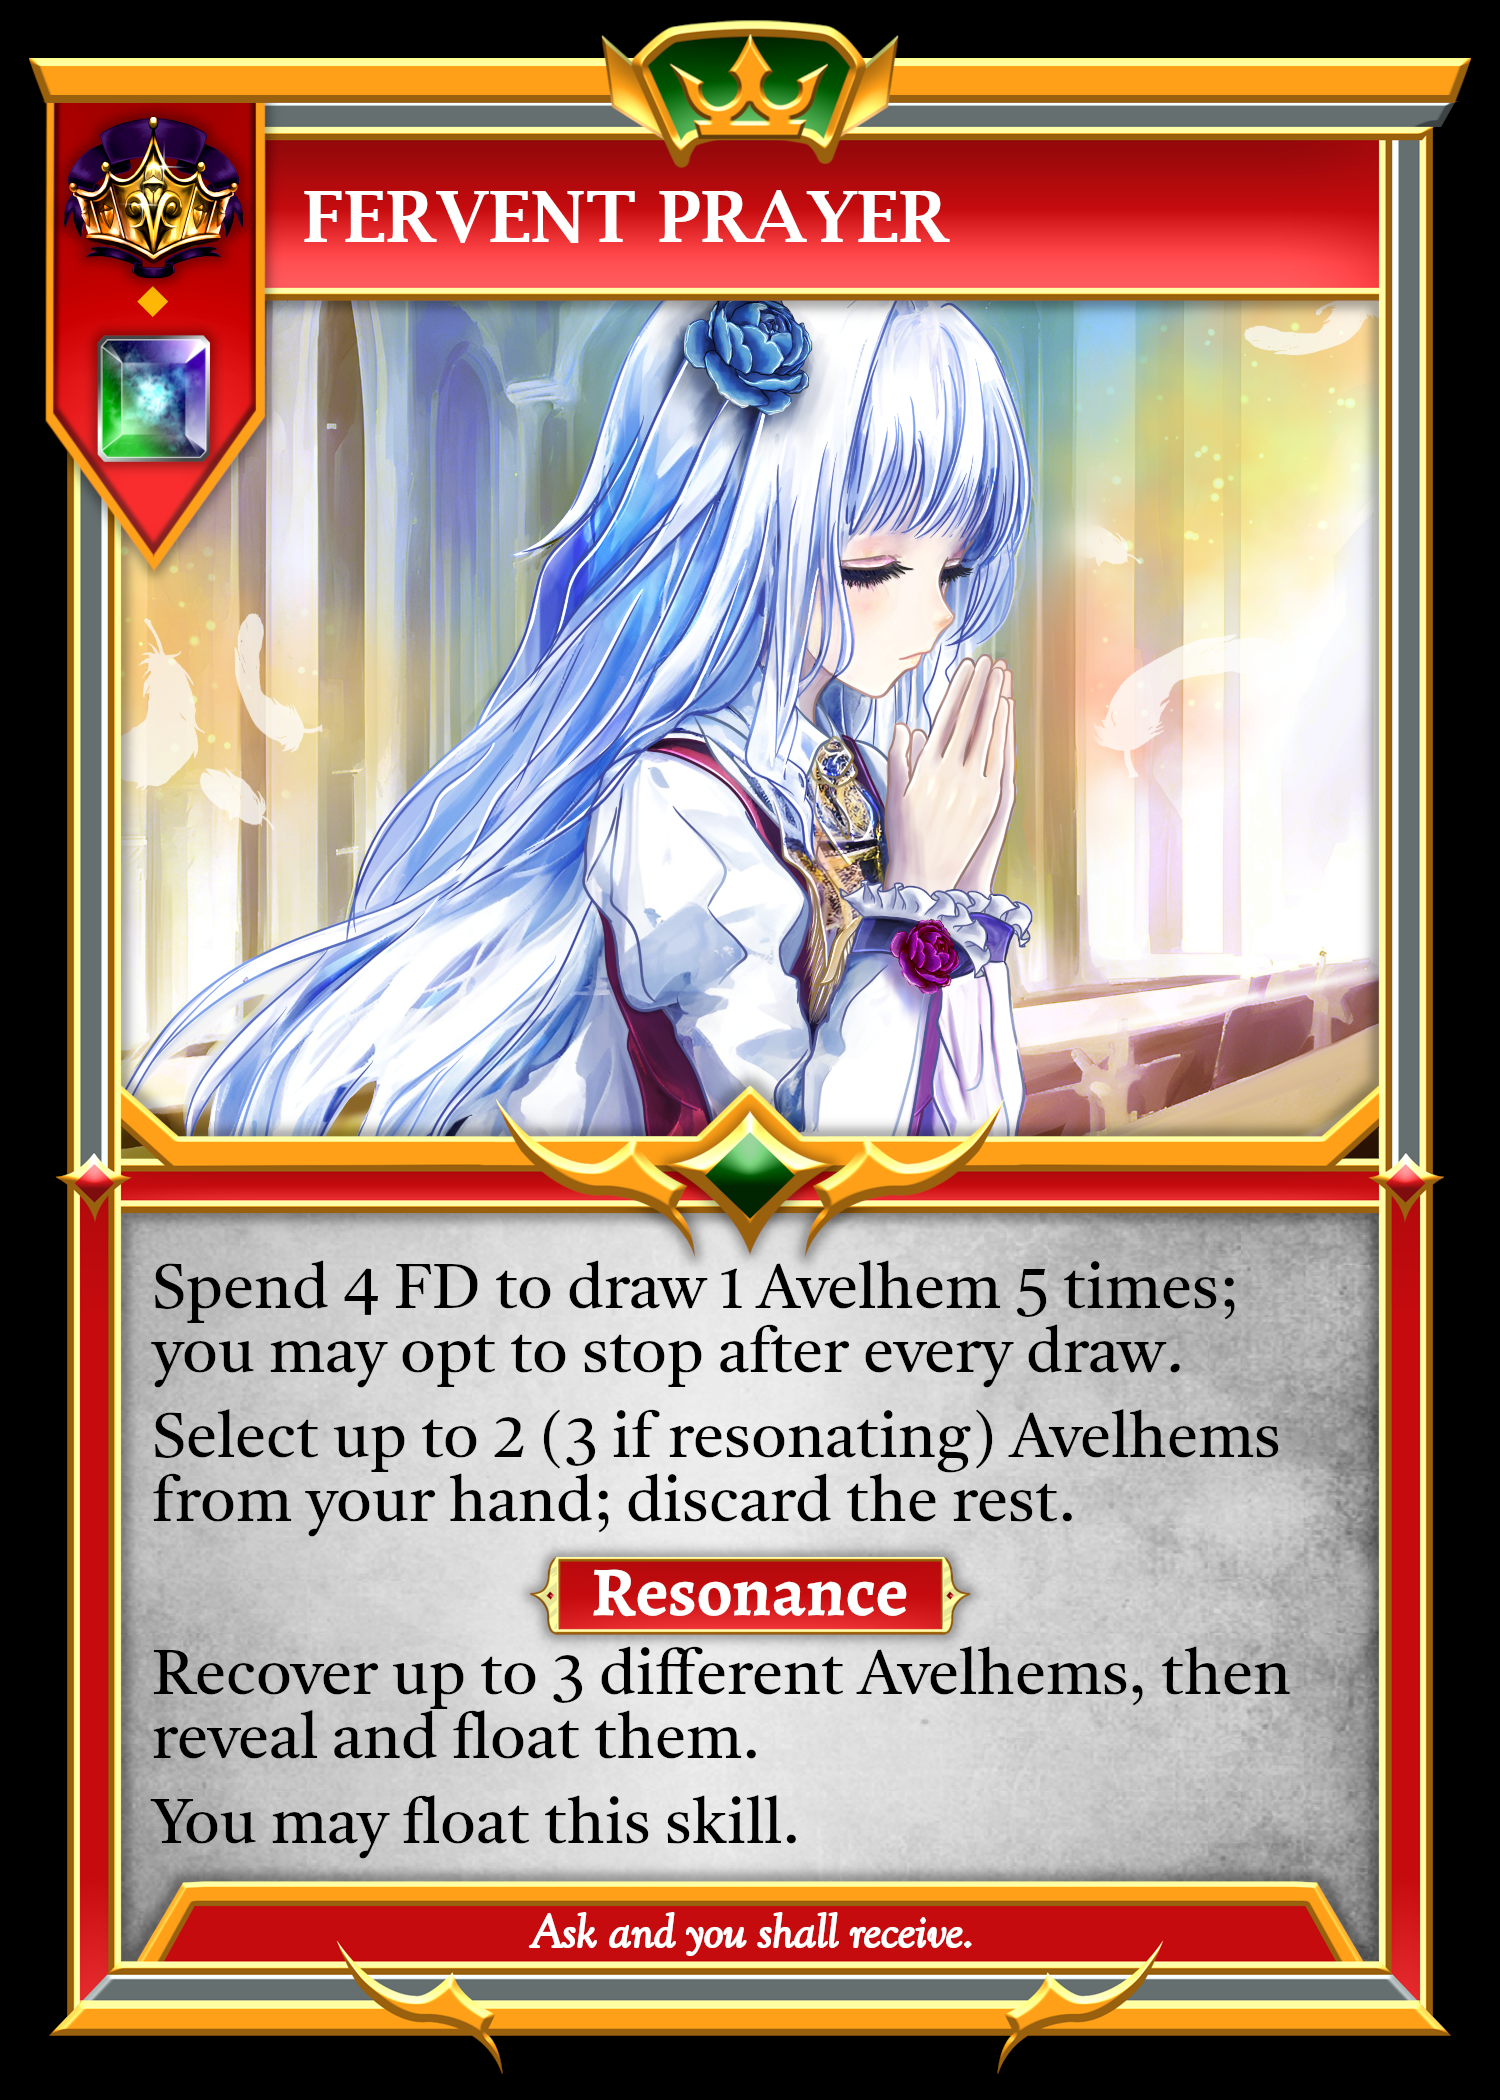 FERVENT PRAYER
Spend 4 FD to draw 1 Avelhem 5 times;
you may opt to stop after every draw.
Select up to 2 (3 if resonating) Avelhems
from your hand; discard the rest.
Resonance
Recover up to 3 different Avelhems, then
reveal and float them.
You may float this skill.
Ask and you shall receive.